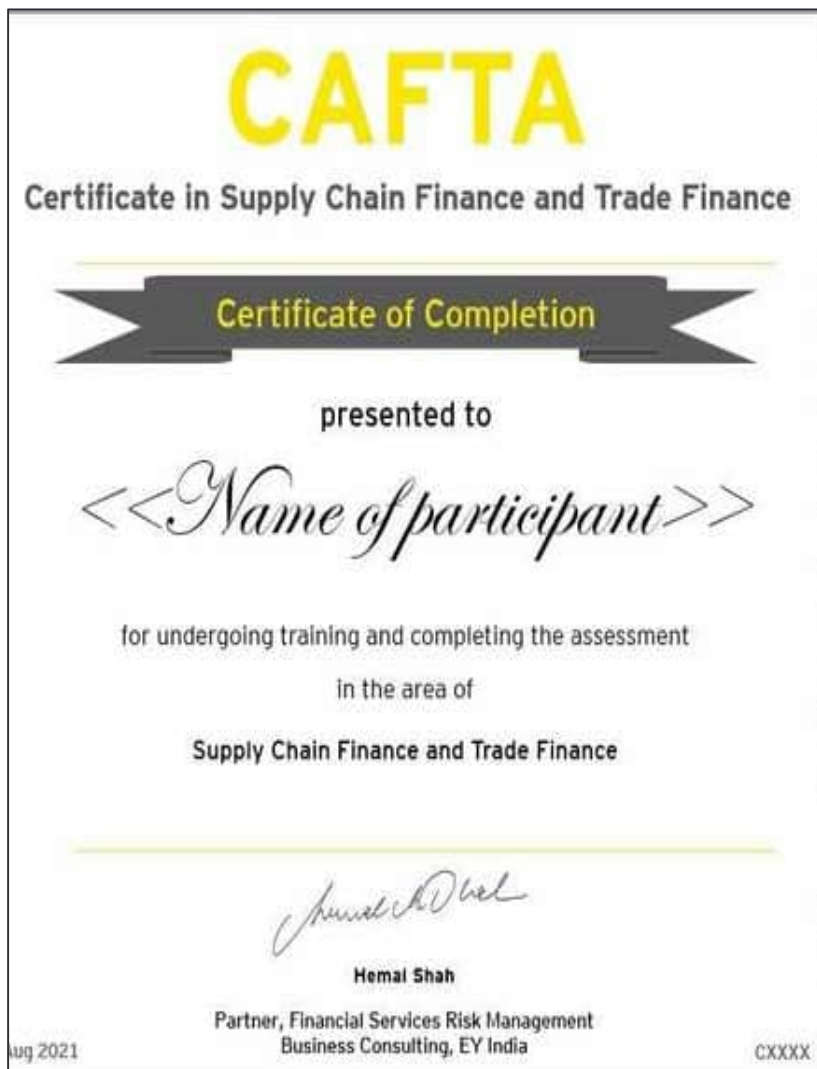 CAFTA
Certificate in Supply Chain Finance and Trade Finance
Certificate of Completion
presented to
<<Name of participant>>
for undergoing training and completing the assessment
in the area of
Supply Chain Finance and Trade Finance
Hemal Shah
Partner, Financial Services Risk Management
Business Consulting, EY India
Aug 2021
CXXXX